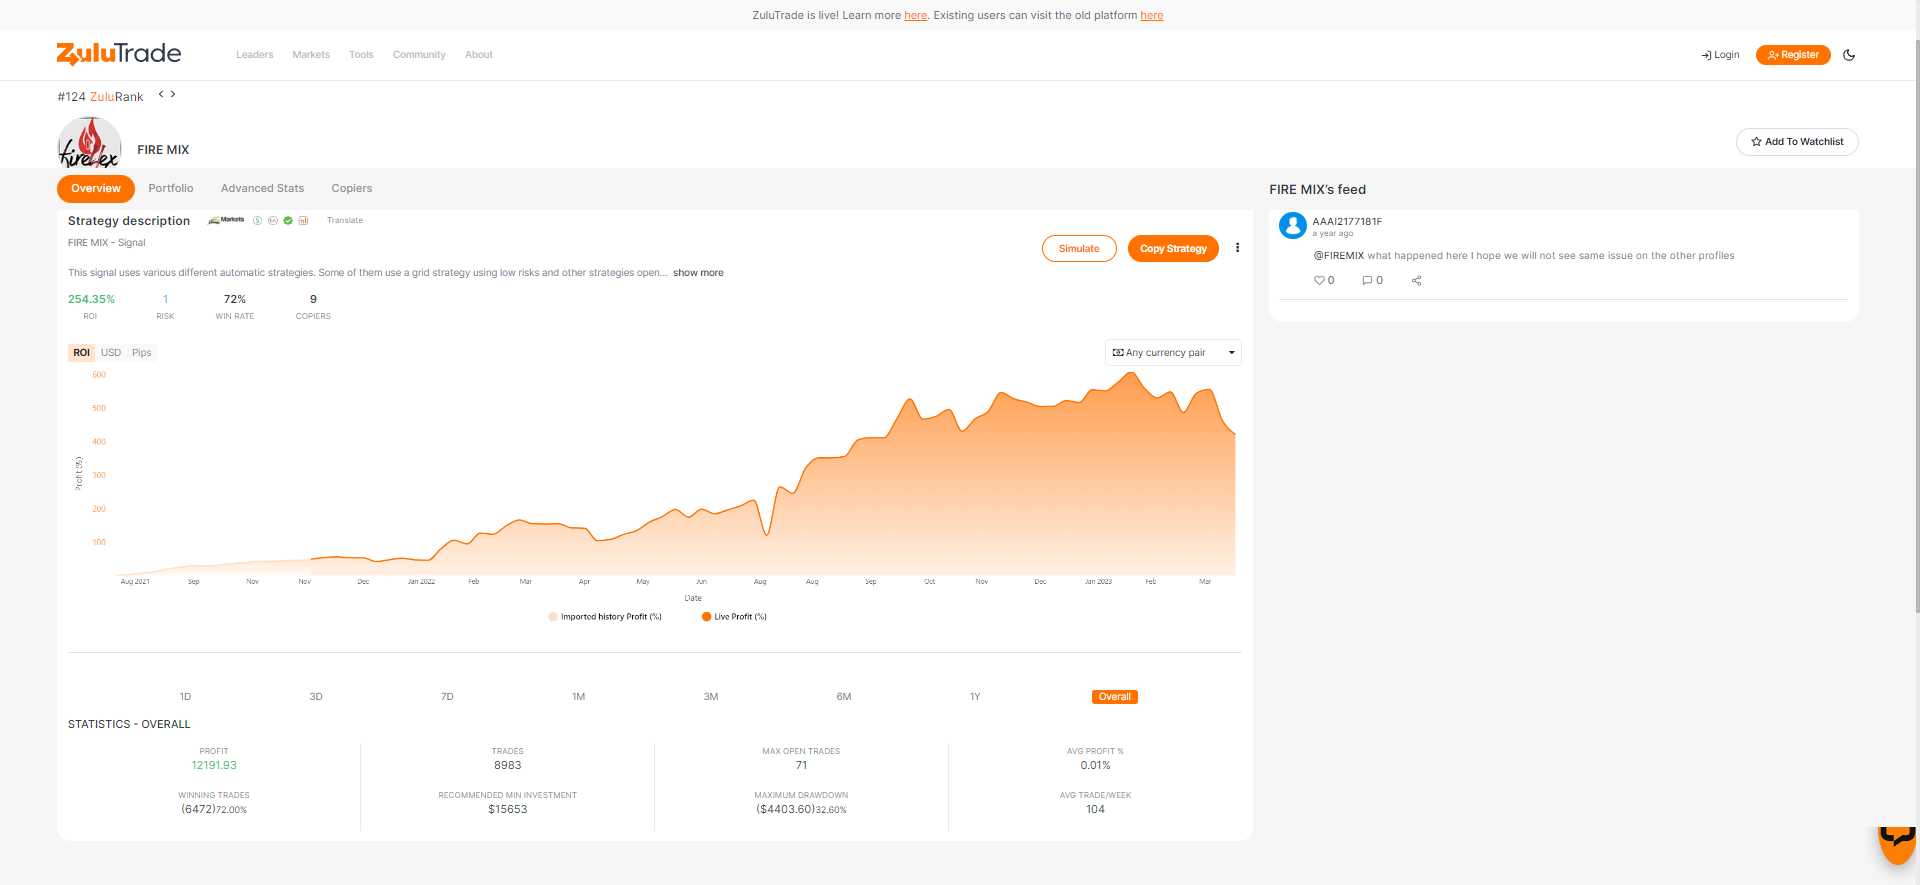 ZuluTrade is live! Learn more here. Existing users can visit the old platform here
ZuluTrade
Leaders Markets Tools Community About
Login Register
#124 ZuluRank < >
FIRE MIX
Add To Watchlist
Overview Portfolio Advanced Stats Copiers
FIRE MIX's feed
Strategy description Markets Translate
FIRE MIX - Signal
Simulate Copy Strategy
This signal uses various different automatic strategies. Some of them use a grid strategy using low risks and other strategies open... show more
254.35% 1 72% 9
ROI RISK WIN RATE COPIERS
AAAI2177181F
a year ago
@FIREMIX what happened here I hope we will not see same issue on the other profiles
0 0
ROI USD Pips
Any currency pair
600
500
400
300
200
100
Profit (%)
Aug 2021 Sep Nov Nov Dec Jan 2022 Feb Mar Apr May Jun Aug Aug Sep Oct Nov Dec Jan 2023 Feb Mar
Date
Imported history Profit (%) Live Profit (%)
1D 3D 7D 1M 3M 6M 1Y Overall
STATISTICS - OVERALL
PROFIT TRADES MAX OPEN TRADES AVG PROFIT %
12191.93 8983 71 0.01%
WINNING TRADES RECOMMENDED MIN INVESTMENT MAXIMUM DRAWDOWN AVG TRADE/WEEK
(6472)72.00% $15653 ($4403.60)32.60% 104